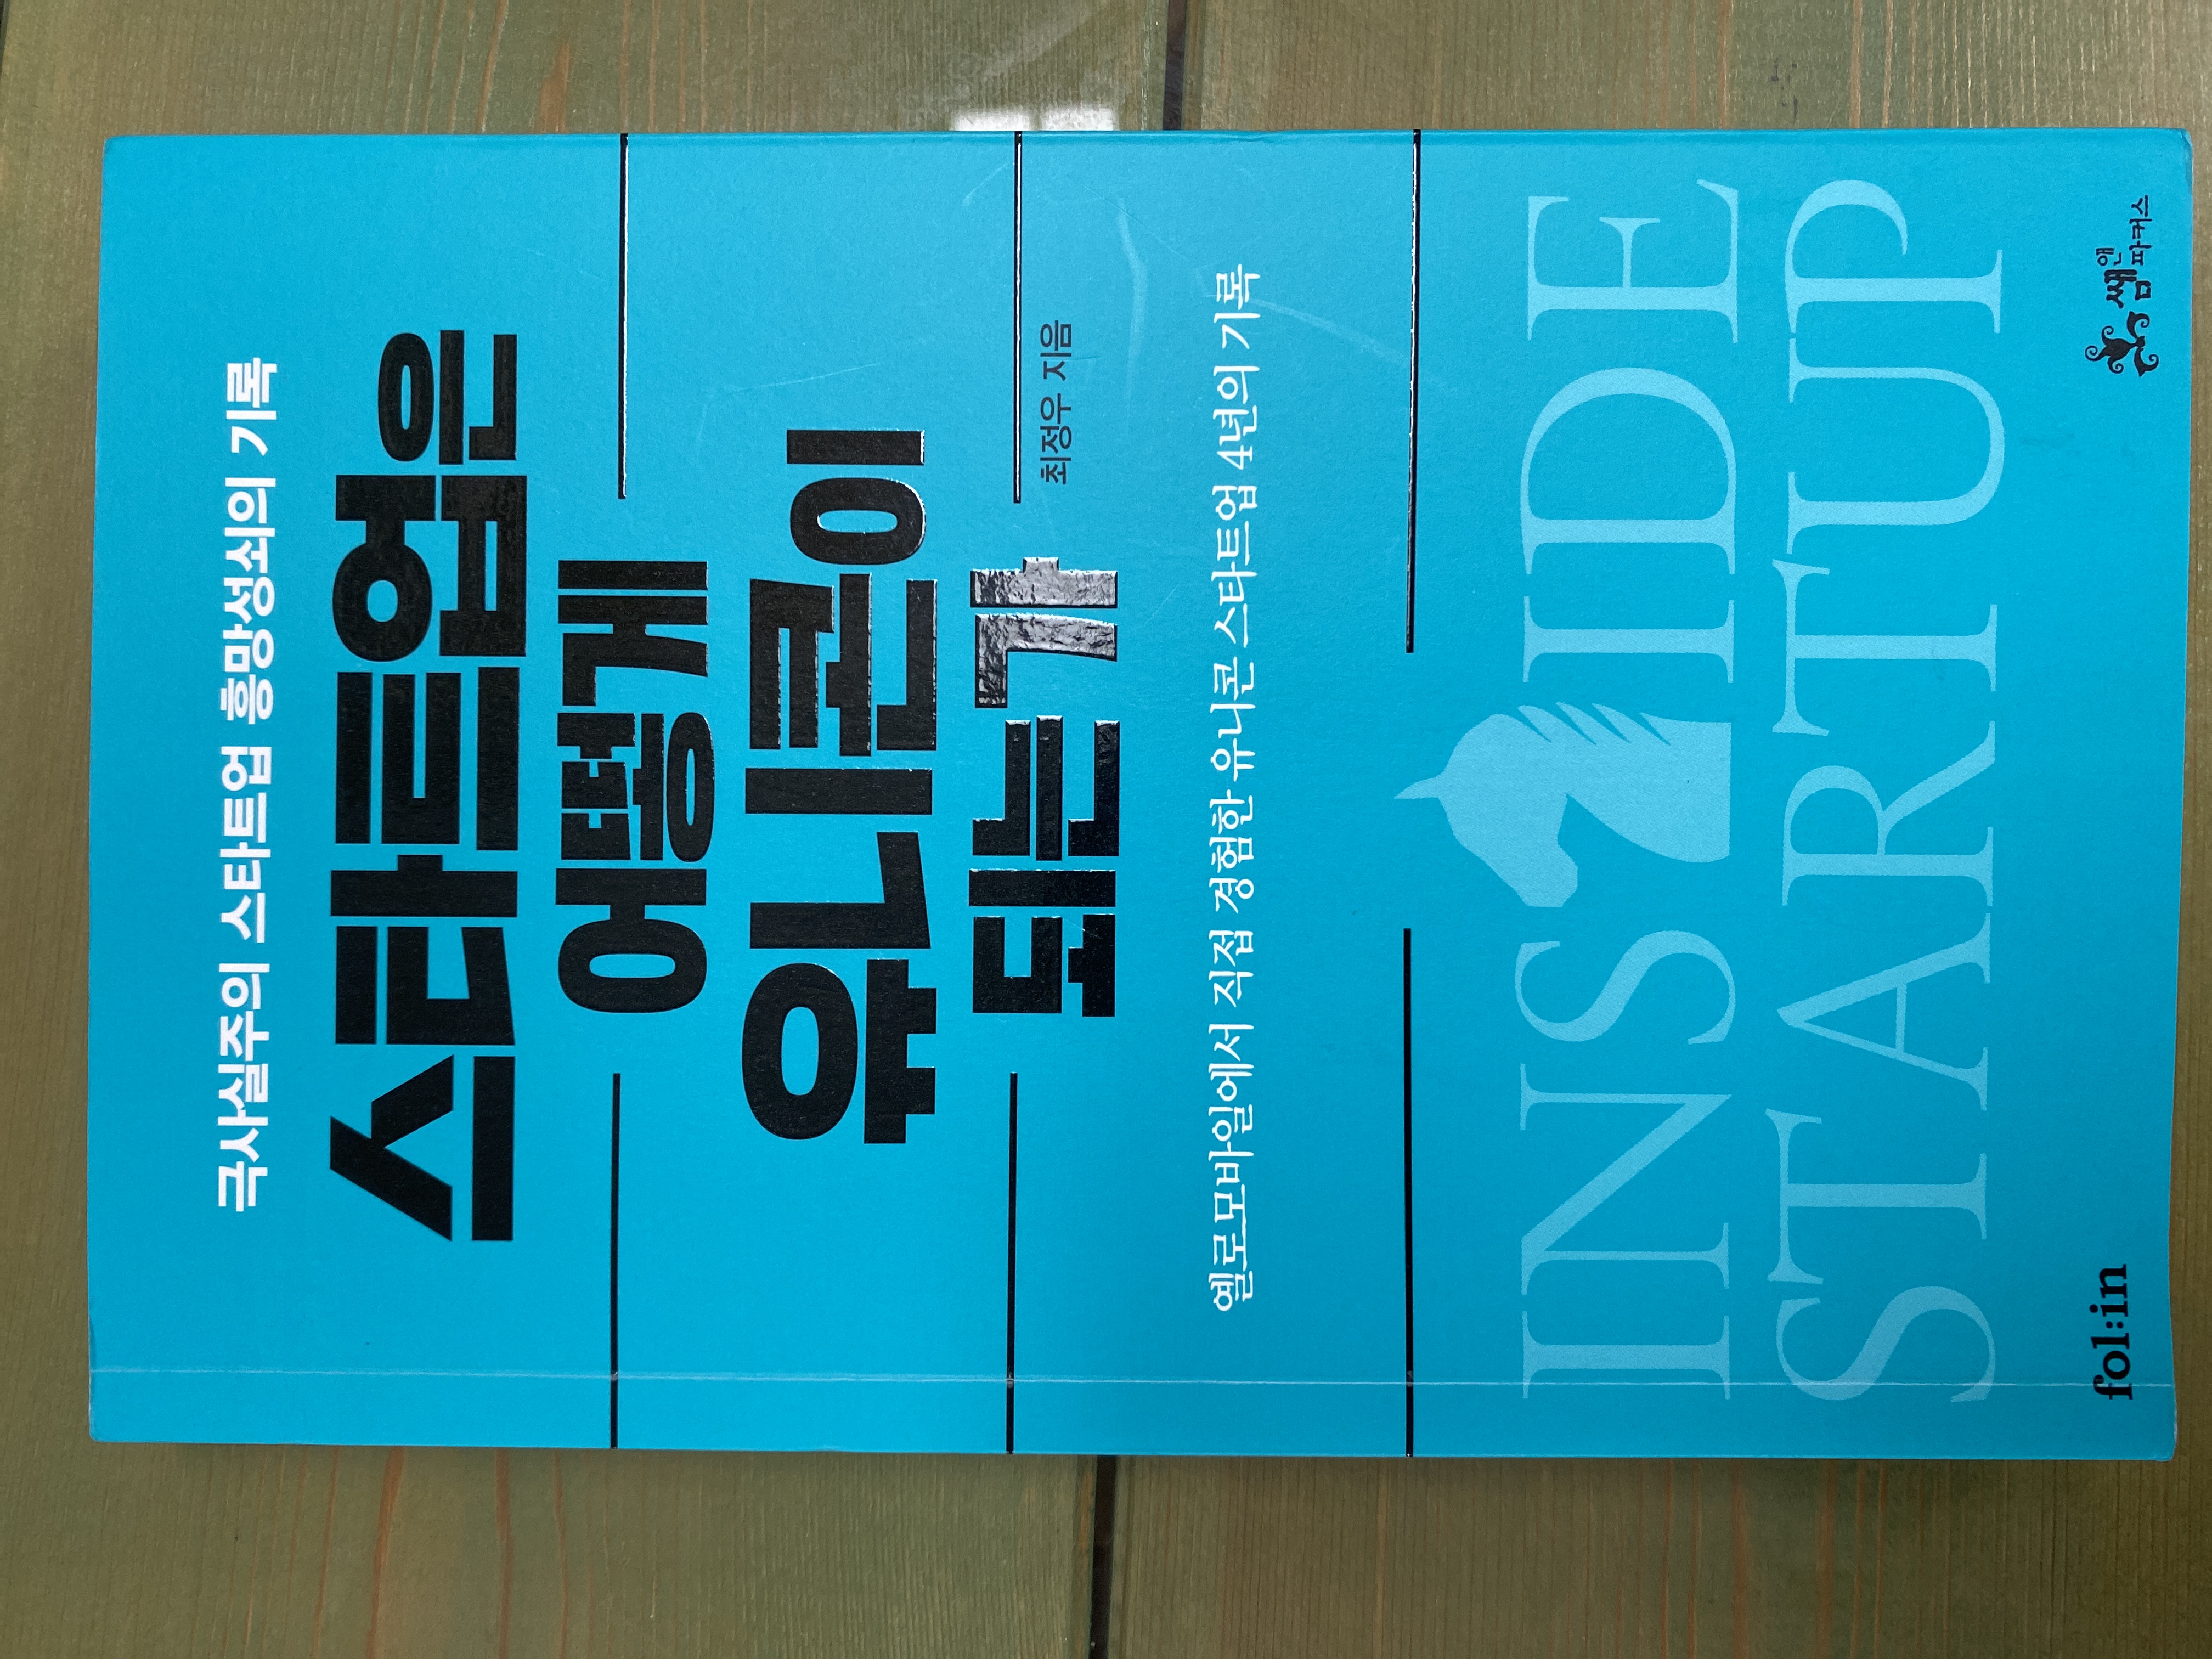 극사실주의 스타트업 흥망성쇠의 기록
스타트업은
어떻게
유니콘이
되는가
최정우 지음
옐로모바일에서 직접 경험한 유니콘 스타트업 4년의 기록
INSIDE
STARTUP
fol:in
쌤앤파커스